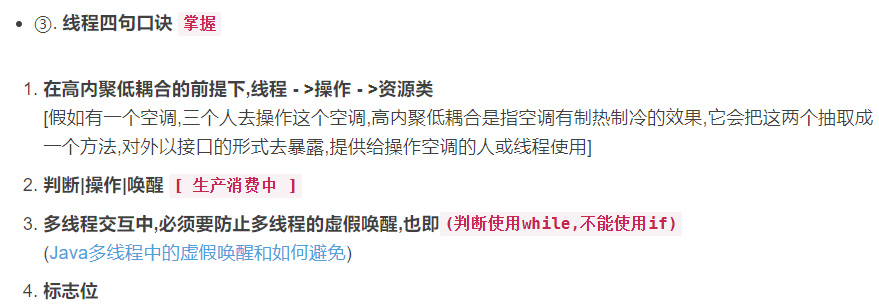 ③. 线程四句口诀 掌握
1. 在高内聚低耦合的前提下,线程 - >操作 - >资源类
[假如有一个空调,三个人去操作这个空调,高内聚低耦合是指空调有制热制冷的效果,它会把这两个抽取成
一个方法,对外以接口的形式去暴露,提供给操作空调的人或线程使用]
2. 判断|操作|唤醒 [ 生产消费中 ]
3. 多线程交互中,必须要防止多线程的虚假唤醒,也即(判断使用while,不能使用if)
(Java多线程中的虚假唤醒和如何避免)
4. 标志位